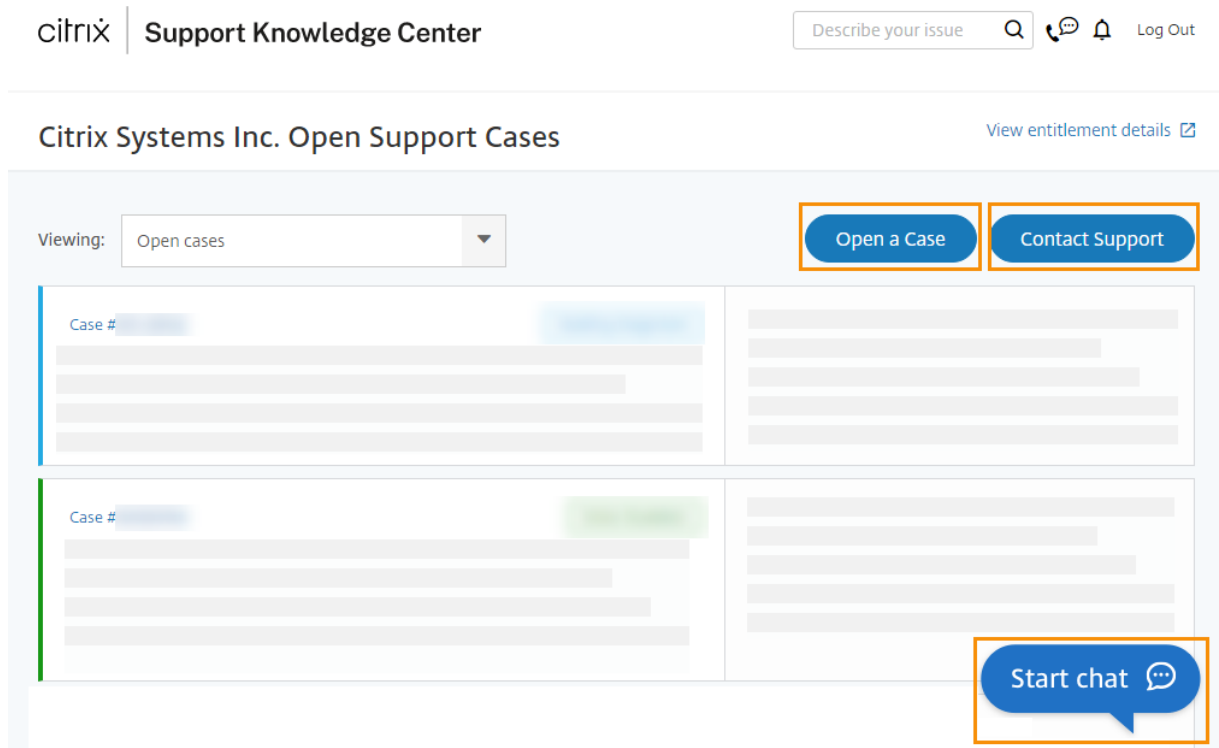 citrix
Support Knowledge Center
Describe your issue
Log Out
Citrix Systems Inc. Open Support Cases
View entitlement details
Viewing:
Open cases
Open a Case
Contact Support
Case #
Case #
Start chat